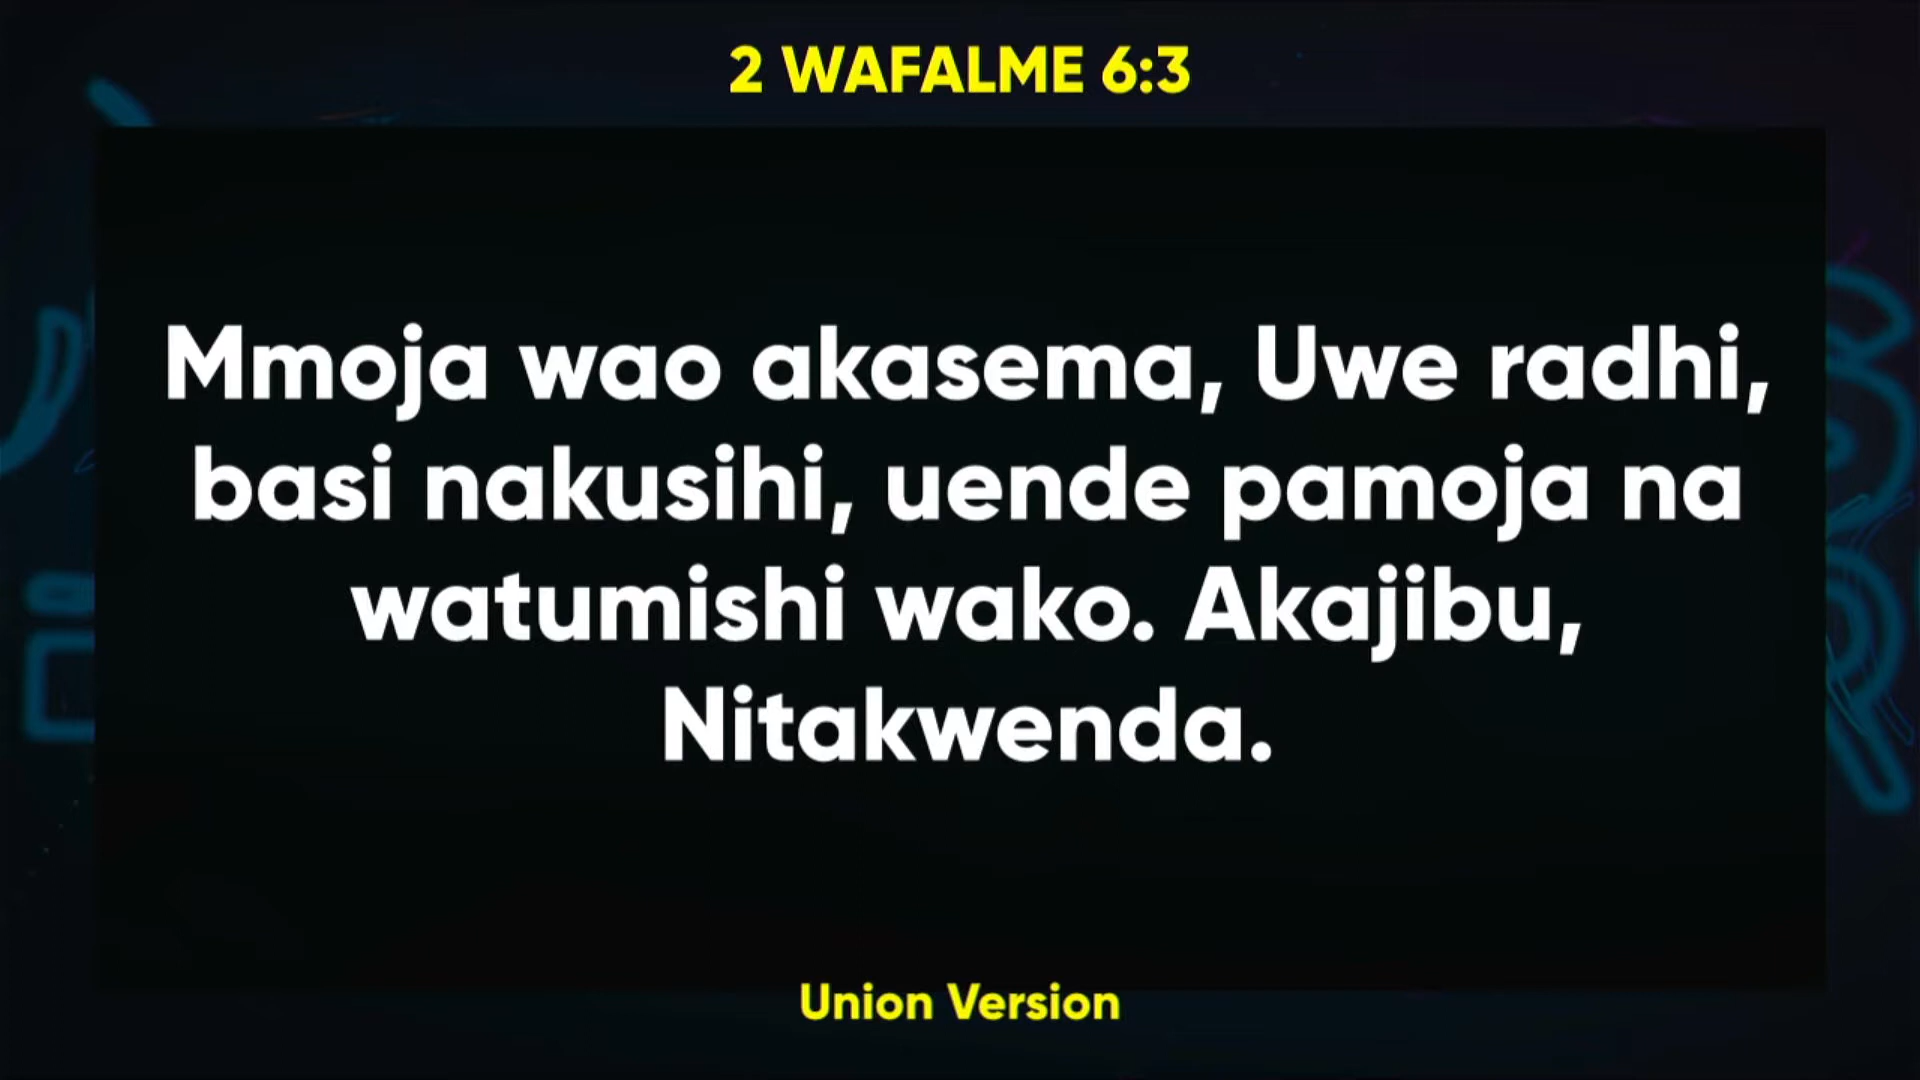 2 WAFALME 6:3
Mmoja wao akasema, Uwe radhi,
basi nakusihi, uende pamoja na
watumishi wako. Akajibu,
Nitakwenda.
Union Version